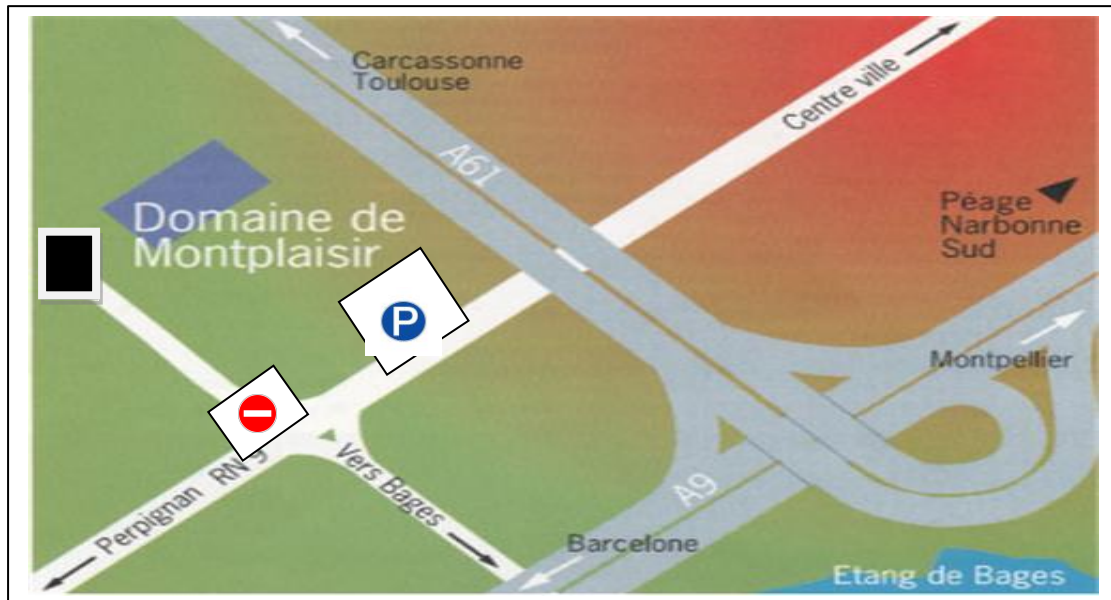 Carcassonne
Toulouse
Centre ville
A61
Péage
Narbonne
Sud
Domaine de
Montplaisir
P
Montpellier
Perpignan RN 9
Vers Bages
A9
Barcelone
Etang de Bages